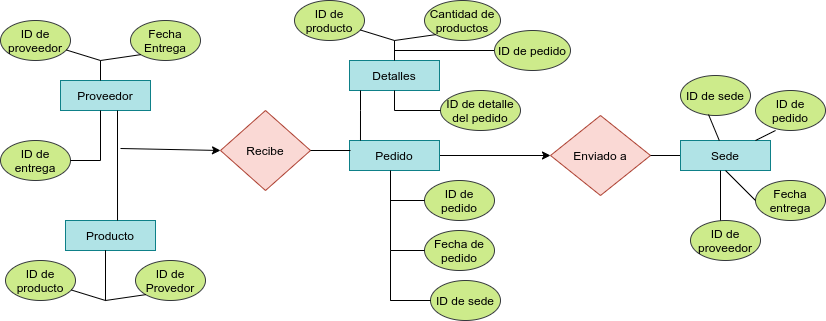 ID de
proveedor
Fecha
Entrega
ID de
producto
Cantidad de
productos
ID de pedido
Proveedor
Detalles
ID de sede
ID de
pedido
ID de detalle
del pedido
ID de
entrega
Recibe
Pedido
Enviado a
Sede
ID de
pedido
Fecha
entrega
Producto
Fecha de
pedido
ID de
proveedor
ID de
producto
ID de
Provedor
ID de sede